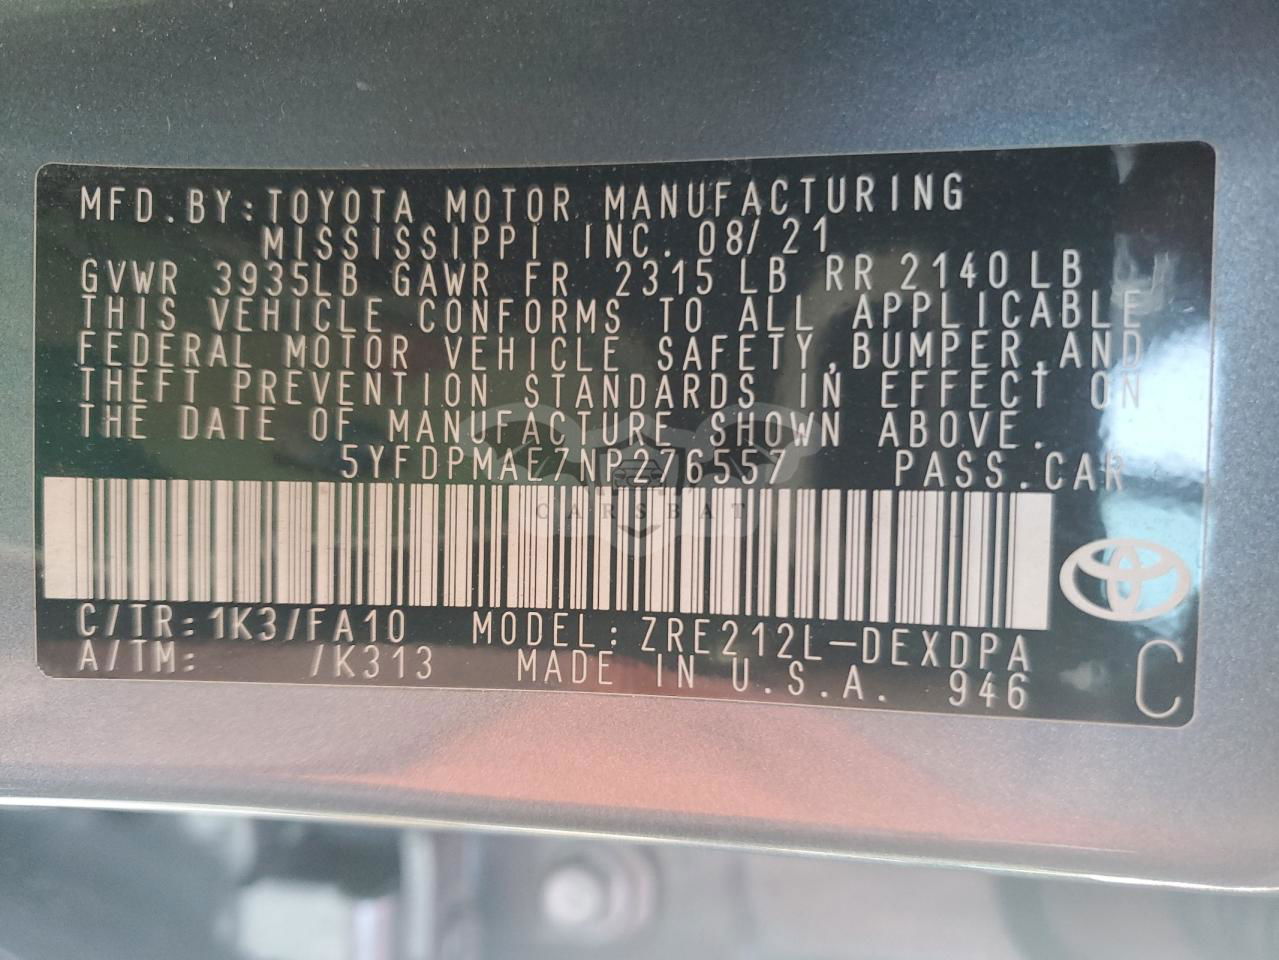 MFD.BY:TOYOTA MOTOR MANUFACTURING
MISSISSIPPI INC. 08/21
GVWR 3935LB GAWR FR 2315LB RR 2140LB
THIS VEHICLE CONFORMS TO ALL APPLICABLE
FEDERAL MOTOR VEHICLE SAFETY,BUMPER,AND
THEFT PREVENTION STANDARDS IN EFFECT ON
THE DATE OF MANUFACTURE SHOWN ABOVE.
5YFDPMAE7NP276557 PASS.CAR
CARSBAT
C/TR:1K3/FA10 MODEL:ZRE212L-DEXDPA
A/TM: /K313 MADE IN U.S.A. 946
C